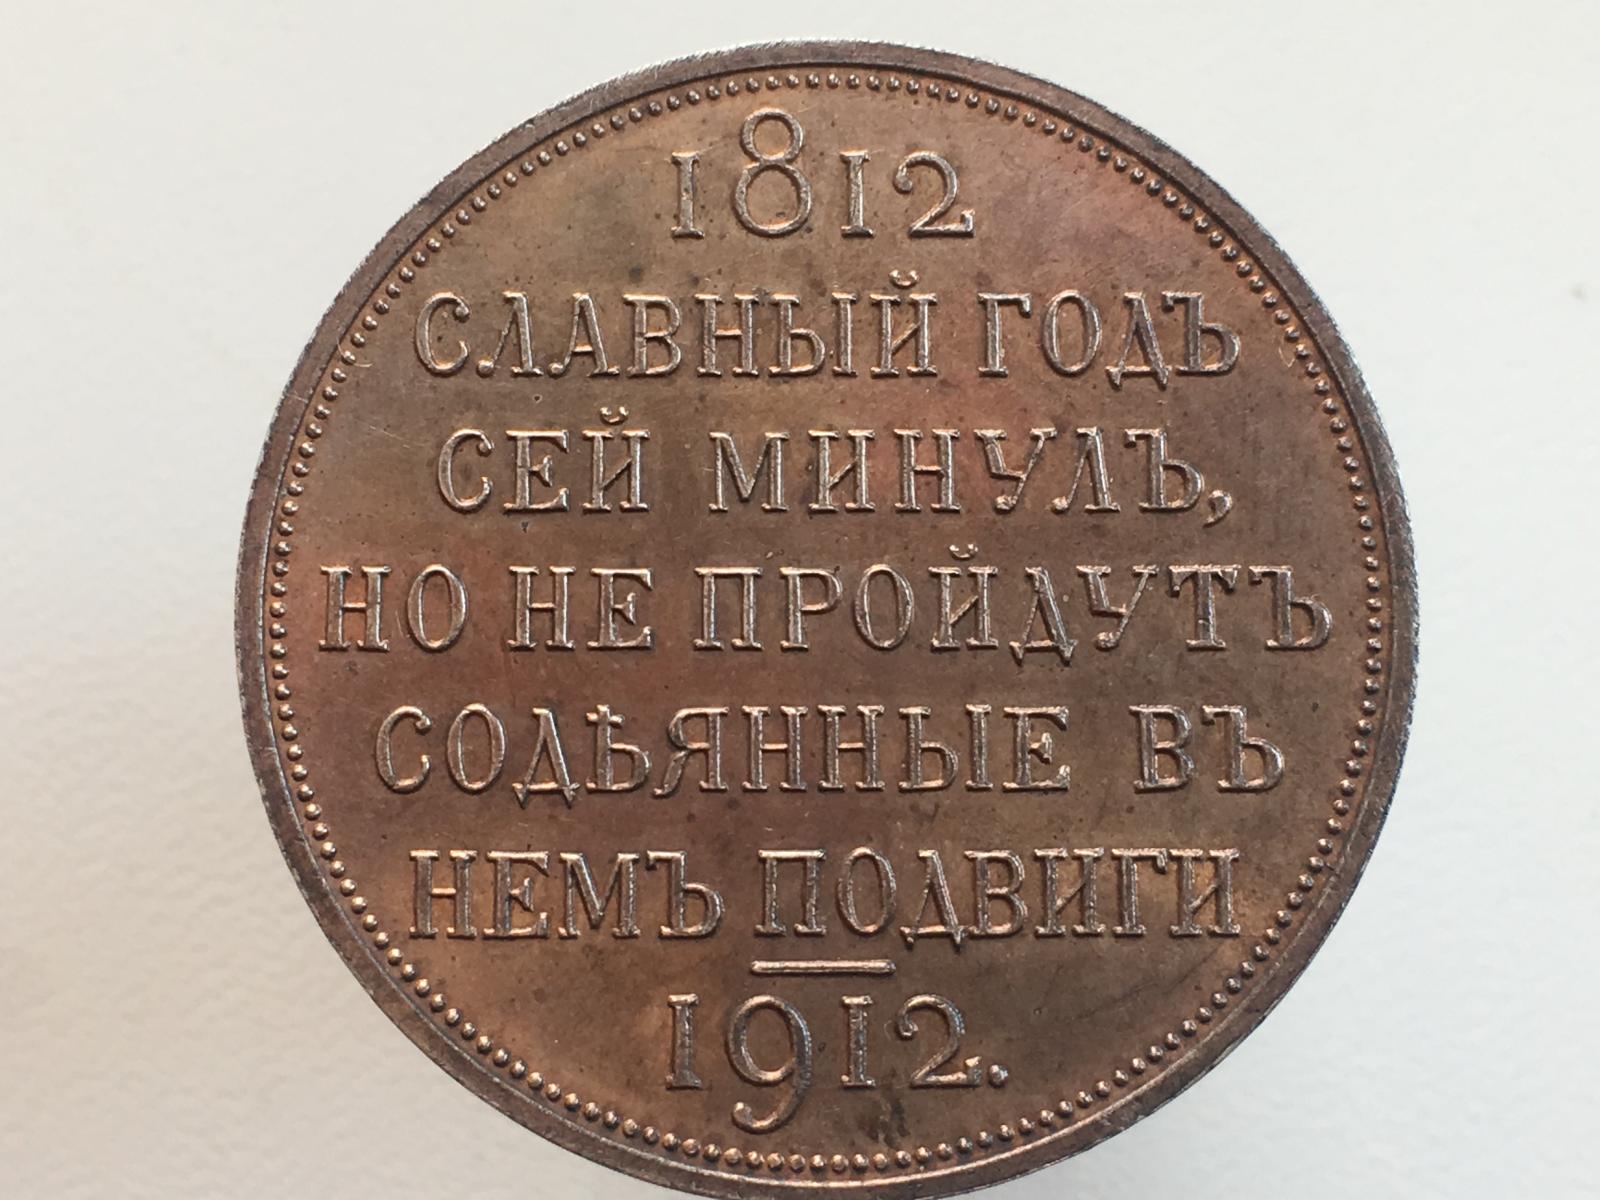 1812
СЛАВНЫЙ ГОДЪ
СЕЙ МИНУЛЪ,
НО НЕ ПРОЙДУТЪ
СОДѢЯННЫЕ ВЪ
НЕМЪ ПОДВИГИ
1912.